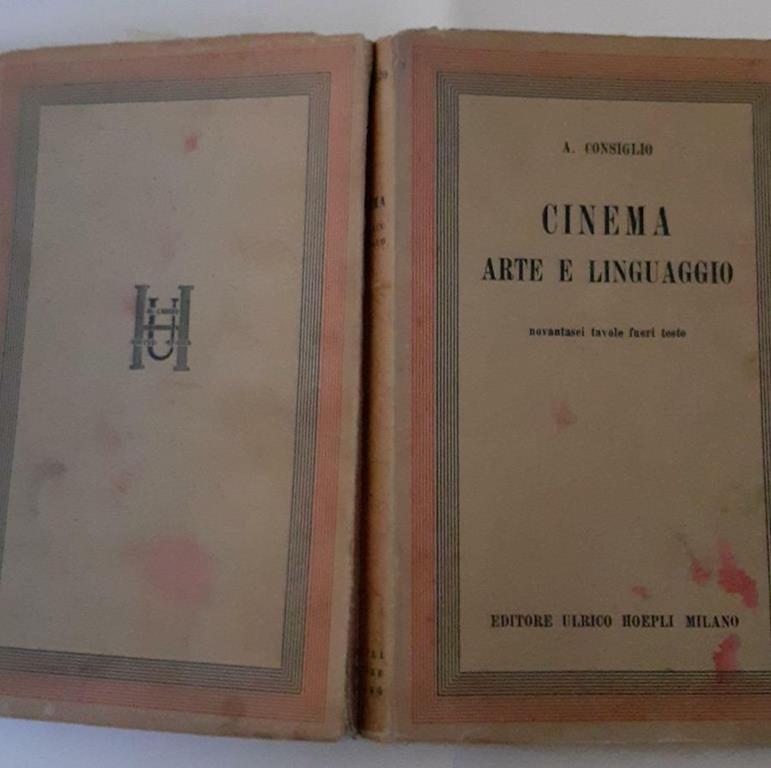 A. CONSIGLIO
CINEMA
ARTE E LINGUAGGIO
novantasei tavole fuori testo
EDITORE ULRICO HOEPLI MILANO